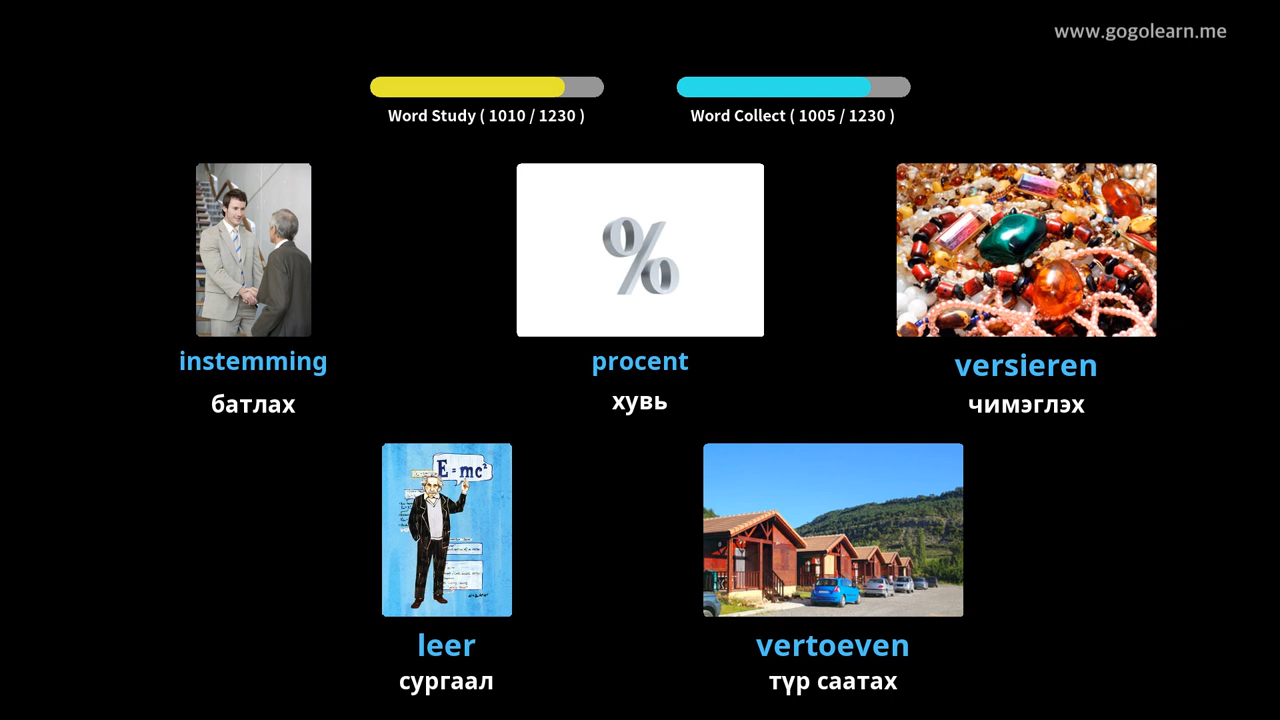 www.gogolearn.me
Word Study ( 1010 / 1230 )
Word Collect ( 1005 / 1230 )
%
instemming
батлах
procent
хувь
versieren
чимэглэх
E=mc²
leer
сургаал
vertoeven
түр саатах